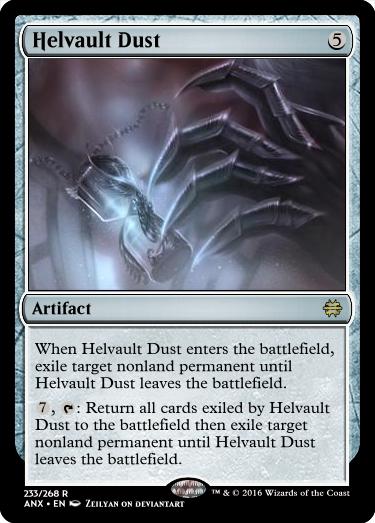 Helvault Dust 5
Artifact
When Helvault Dust enters the battlefield,
exile target nonland permanent until
Helvault Dust leaves the battlefield.
7, : Return all cards exiled by Helvault
Dust to the battlefield then exile target
nonland permanent until Helvault Dust
leaves the battlefield.
233/268 R
ANX • EN Zeilyan on deviantart
™ & © 2016 Wizards of the Coast